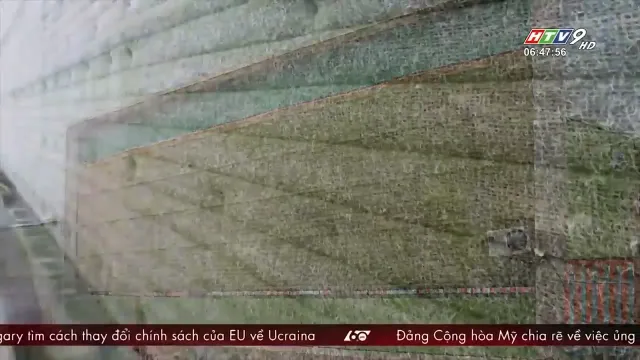 HTV9 HD
06:47:56
gary tìm cách thay đổi chính sách của EU về Ucraina 60 Đảng Cộng hòa Mỹ chia rẽ về việc ủng